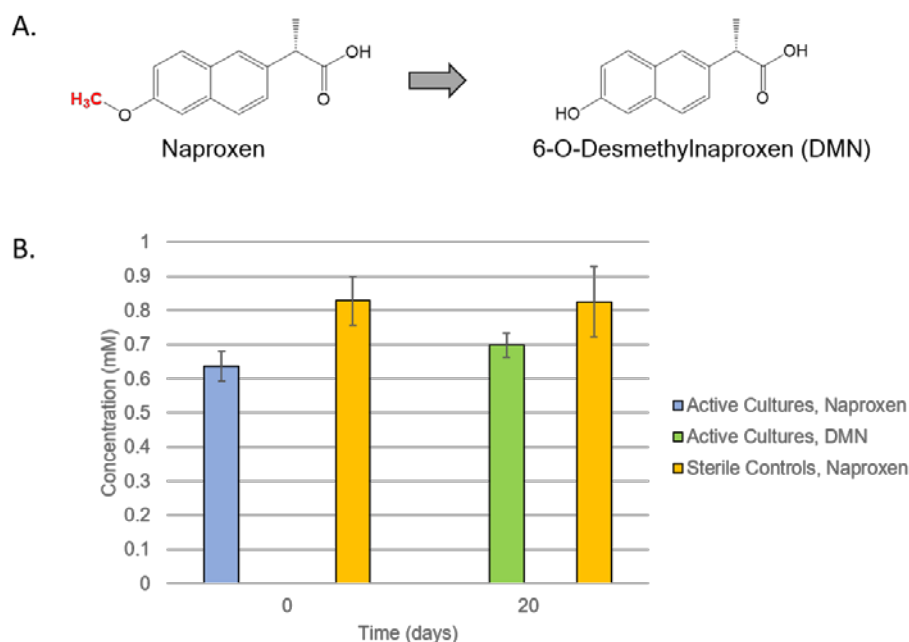 A.
H₃C
O
OH
O
Naproxen
HO
OH
O
6-O-Desmethylnaproxen (DMN)
B.
Concentration (mM)
1
0.9
0.8
0.7
0.6
0.5
0.4
0.3
0.2
0.1
0
0
20
Time (days)
Active Cultures, Naproxen
Active Cultures, DMN
Sterile Controls, Naproxen